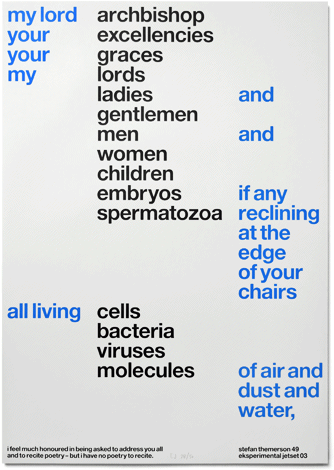 my lord archbishop
your excellencies
your graces
my lords
ladies and
gentlemen
men and
women
children
embryos if any
spermatozoa reclining
at the
edge
of your
chairs
all living cells
bacteria
viruses
molecules of air and
dust and
water,
i feel much honoured in being asked to address you all
and to recite poetry – but i have no poetry to recite.
stefan themerson 49
eksperimental jetset 03